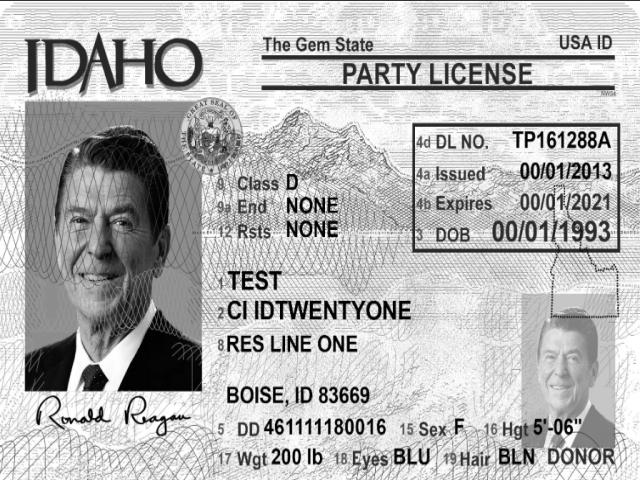 IDAHO
The Gem State USA ID
PARTY LICENSE
GREAT SEAL OF
4d DL NO. TP161288A
4a Issued 00/01/2013
4b Expires 00/01/2021
3 DOB 00/01/1993
9 Class D
9a End NONE
12 Rsts NONE
1 TEST
2 CI IDTWENTYONE
8 RES LINE ONE
BOISE, ID 83669
Ronald Reagan
5 DD 461111180016 15 Sex F 16 Hgt 5'-06"
17 Wgt 200 lb 18 Eyes BLU 19 Hair BLN DONOR